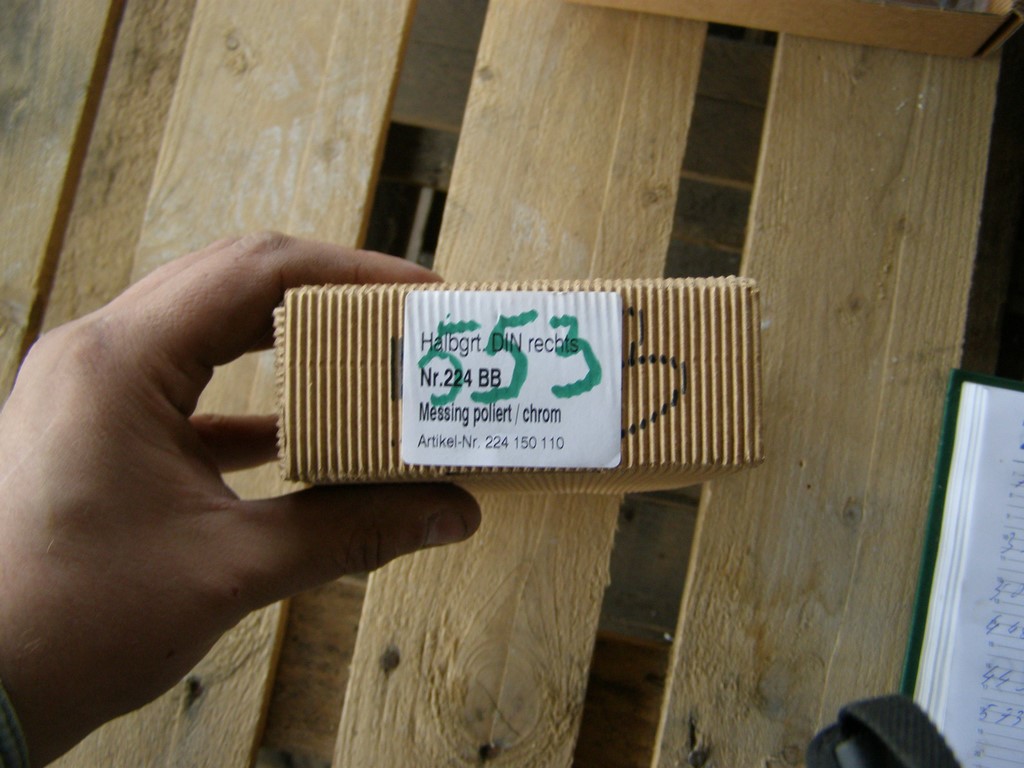 Halbgrt. DIN rechts
553
Nr.224 BB
Messing poliert / chrom
Artikel-Nr. 224 150 110